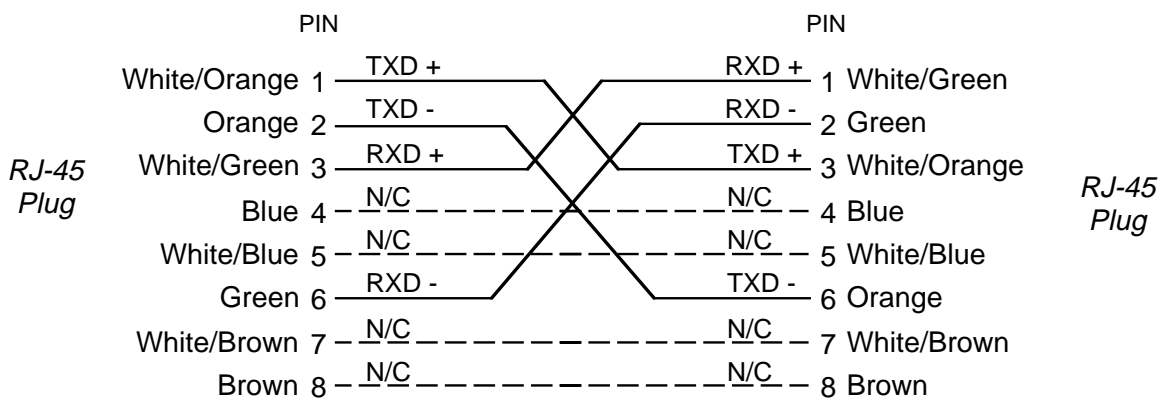 PIN PIN
White/Orange 1 TXD + RXD + 1 White/Green
Orange 2 TXD - RXD - 2 Green
White/Green 3 RXD + TXD + 3 White/Orange
RJ-45
Plug
Blue 4 N/C N/C 4 Blue
RJ-45
Plug
White/Blue 5 N/C N/C 5 White/Blue
Green 6 RXD - TXD - 6 Orange
White/Brown 7 N/C N/C 7 White/Brown
Brown 8 N/C N/C 8 Brown